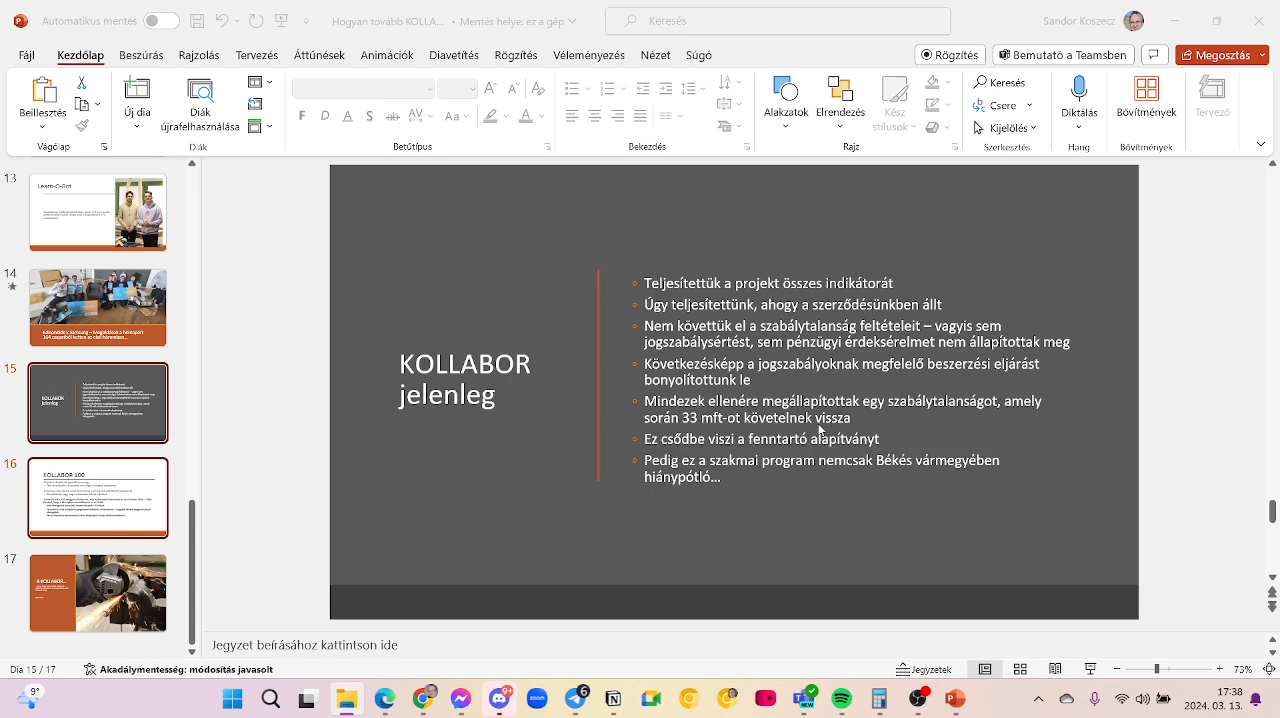 Automatikus mentés
Hogyan tovább KOLLA... • Mentés helye: ez a gép
Keresés
Sandor Koszecz
Fájl
Kezdőlap
Beszúrás
Rajzolás
Tervezés
Áttűnések
Animációk
Diavetítés
Rögzítés
Véleményezés
Nézet
Súgó
Rögzítés
Bemutató a Teamsben
Megosztás
Beillesztés
Új dia
Újrafelhasználása
Alakzatok
Elrendezés
Kész stílusok
Keresés
Csere
Kijelölés
Diktálás
Bővítmények
Tervező
Vágólap
Diák
Betűtípus
Bekezdés
Rajz
Szerkesztés
Hang
Bővítmények
13
Learn-O-Bot
14
15
KOLLABOR
jelenleg
16
KOLLABOR 100
17
A KOLLABOR...
KOLLABOR
jelenleg
Teljesítettük a projekt összes indikátorát
Úgy teljesítettünk, ahogy a szerződésünkben állt
Nem követtük el a szabálytalanság feltételeit – vagyis sem
jogszabálysértést, sem pénzügyi érdeksérelmet nem állapítottak meg
Következésképp a jogszabályoknak megfelelő beszerzési eljárást
bonyolítottunk le
Mindezek ellenére megállapítottak egy szabálytalanságot, amely
során 33 mft-ot követelnek vissza
Ez csődbe viszi a fenntartó alapítványt
Pedig ez a szakmai program nemcsak Békés vármegyében
hiánypótló...
Jegyzet beírásához kattintson ide
Dia 15 / 17
Akadálymentesség: módosítás javasolt
Jegyzetek
73%
9°
17:38
2024. 03. 13.